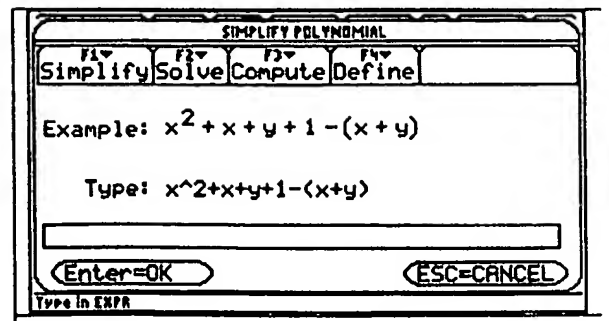 SIMPLIFY POLYNOMIAL
F1▼ F2▼ F3▼ F4▼
Simplify Solve Compute Define
Example: x² + x + y + 1 - (x + y)
Type: x^2+x+y+1-(x+y)
Enter=OK ESC=CANCEL
Type in EXPR